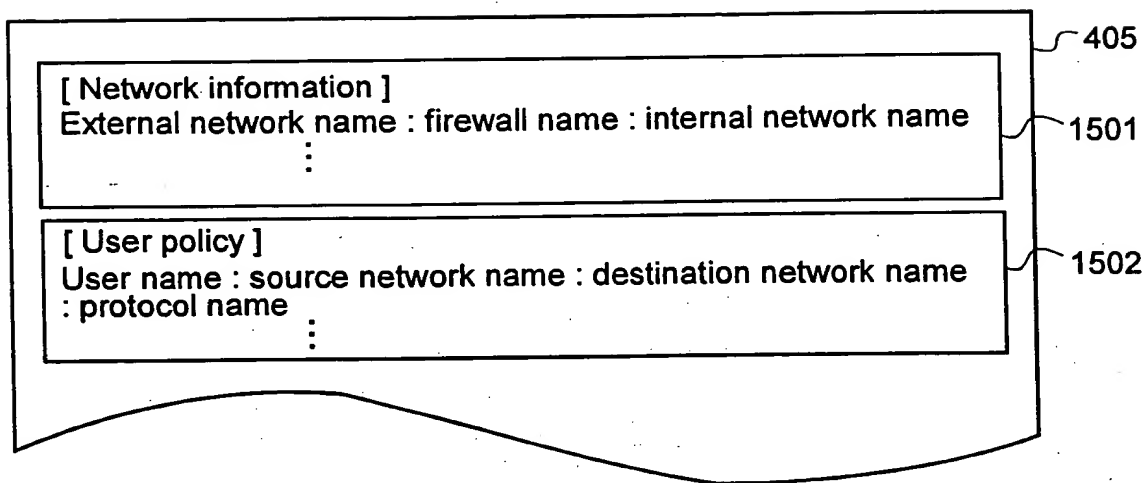 405
[ Network information ]
External network name : firewall name : internal network name
⋮
1501
[ User policy ]
User name : source network name : destination network name
: protocol name
⋮
1502